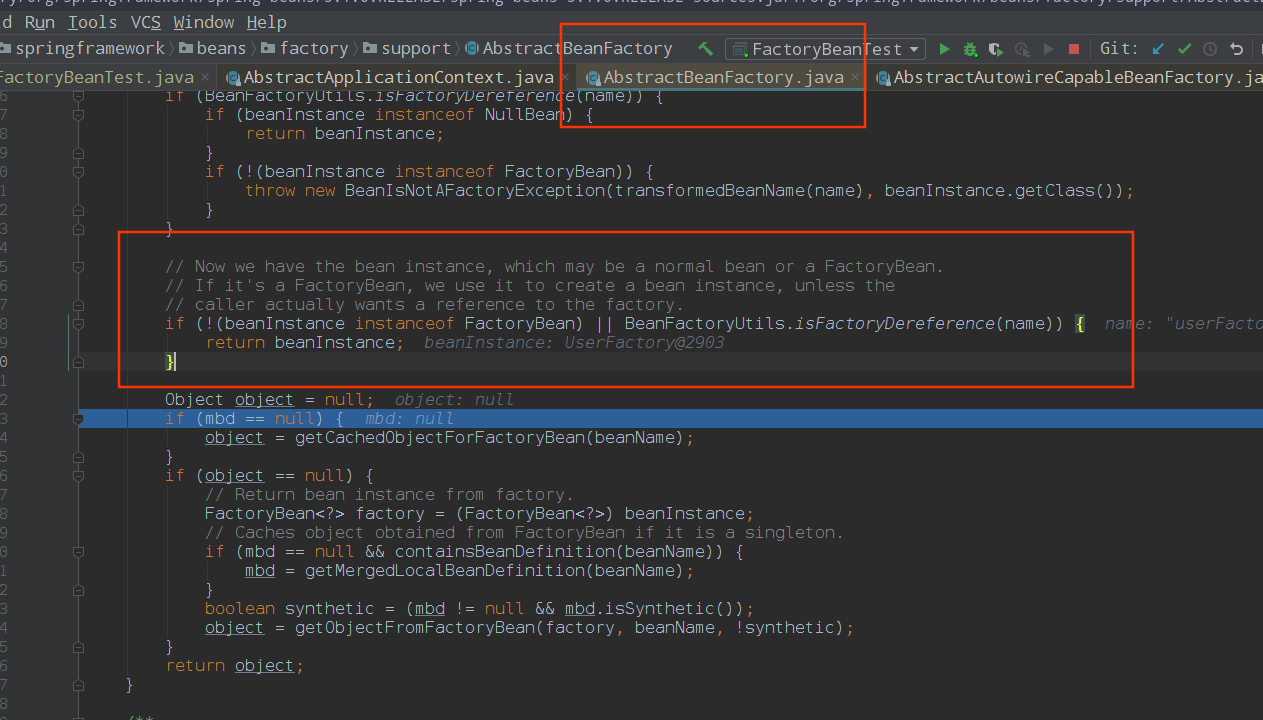 d Run Tools VCS Window Help
springframework beans factory support AbstractBeanFactory FactoryBeanTest Git:
FactoryBeanTest.java AbstractApplicationContext.java AbstractBeanFactory.java AbstractAutowireCapableBeanFactory.ja
6 if (BeanFactoryUtils.isFactoryDereference(name)) {
7 if (beanInstance instanceof NullBean) {
8 return beanInstance;
9 }
0 if (!(beanInstance instanceof FactoryBean)) {
1 throw new BeanIsNotAFactoryException(transformedBeanName(name), beanInstance.getClass());
2 }
3 }
4
5 // Now we have the bean instance, which may be a normal bean or a FactoryBean.
6 // If it's a FactoryBean, we use it to create a bean instance, unless the
7 // caller actually wants a reference to the factory.
8 if (!(beanInstance instanceof FactoryBean) || BeanFactoryUtils.isFactoryDereference(name)) { name: "userFacto
9 return beanInstance; beanInstance: UserFactory@2903
0 }
1
2 Object object = null; object: null
3 if (mbd == null) { mbd: null
4 object = getCachedObjectForFactoryBean(beanName);
5 }
6 if (object == null) {
7 // Return bean instance from factory.
8 FactoryBean<?> factory = (FactoryBean<?>) beanInstance;
9 // Caches object obtained from FactoryBean if it is a singleton.
0 if (mbd == null && containsBeanDefinition(beanName)) {
1 mbd = getMergedLocalBeanDefinition(beanName);
2 }
3 boolean synthetic = (mbd != null && mbd.isSynthetic());
4 object = getObjectFromFactoryBean(factory, beanName, !synthetic);
5 }
6 return object;
7 }
8
/**